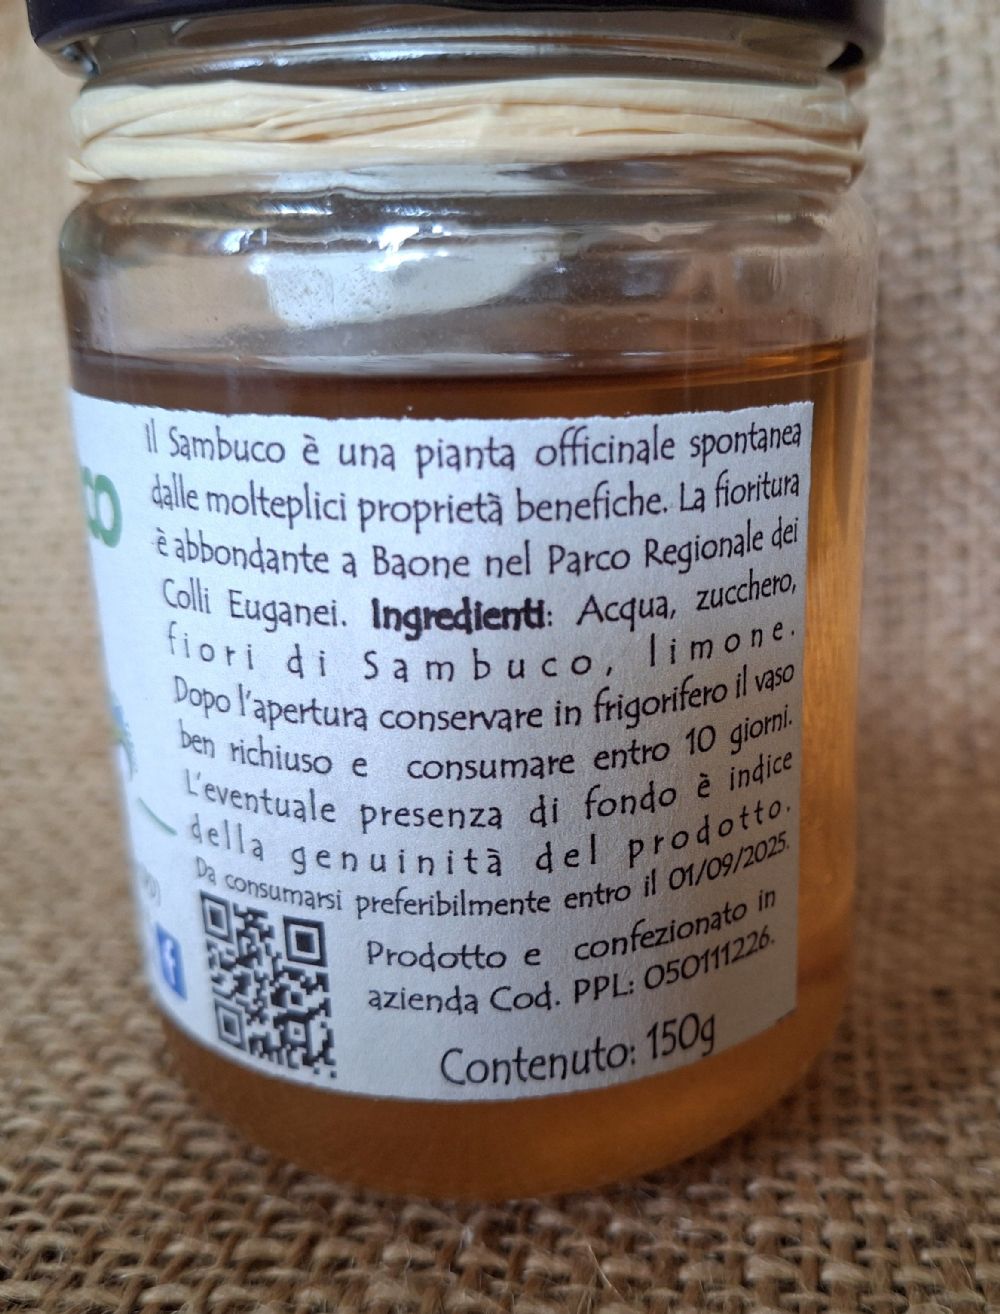 co
Il Sambuco è una pianta officinale spontanea
dalle molteplici proprietà benefiche. La fioritura
è abbondante a Baone nel Parco Regionale dei
Colli Euganei. Ingredienti: Acqua, zucchero,
fiori di Sambuco, limone.
Dopo l'apertura conservare in frigorifero il vaso
ben richiuso e consumare entro 10 giorni.
L'eventuale presenza di fondo è indice
della genuinità del prodotto.
Da consumarsi preferibilmente entro il 01/09/2025.
Prodotto e confezionato in
azienda Cod. PPL: 050111226.
Contenuto: 150g
f